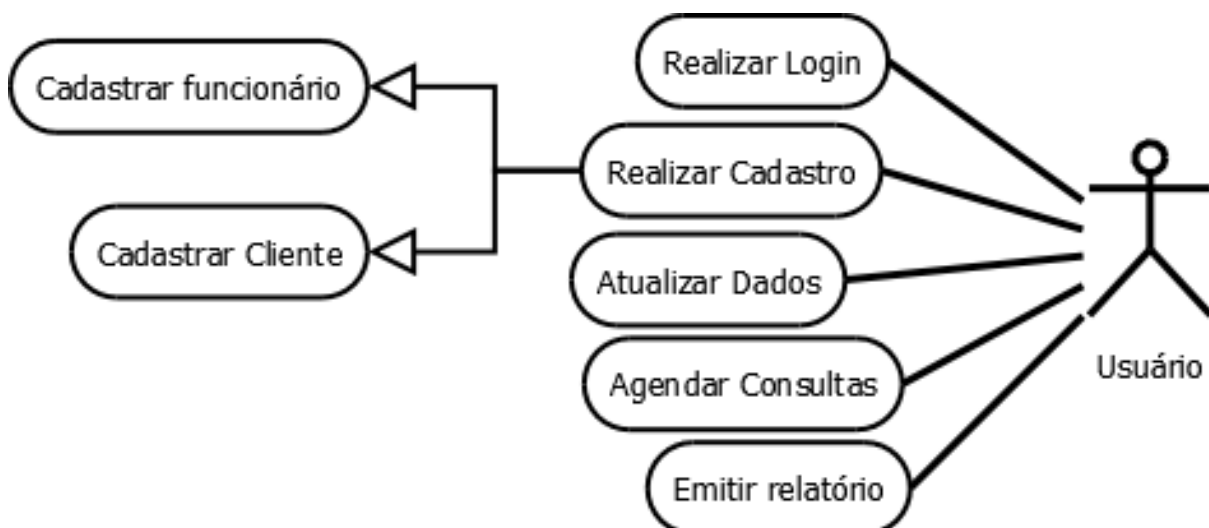 Realizar Login
Cadastrar funcionário
Realizar Cadastro
Cadastrar Cliente
Atualizar Dados
Agendar Consultas
Usuário
Emitir relatório